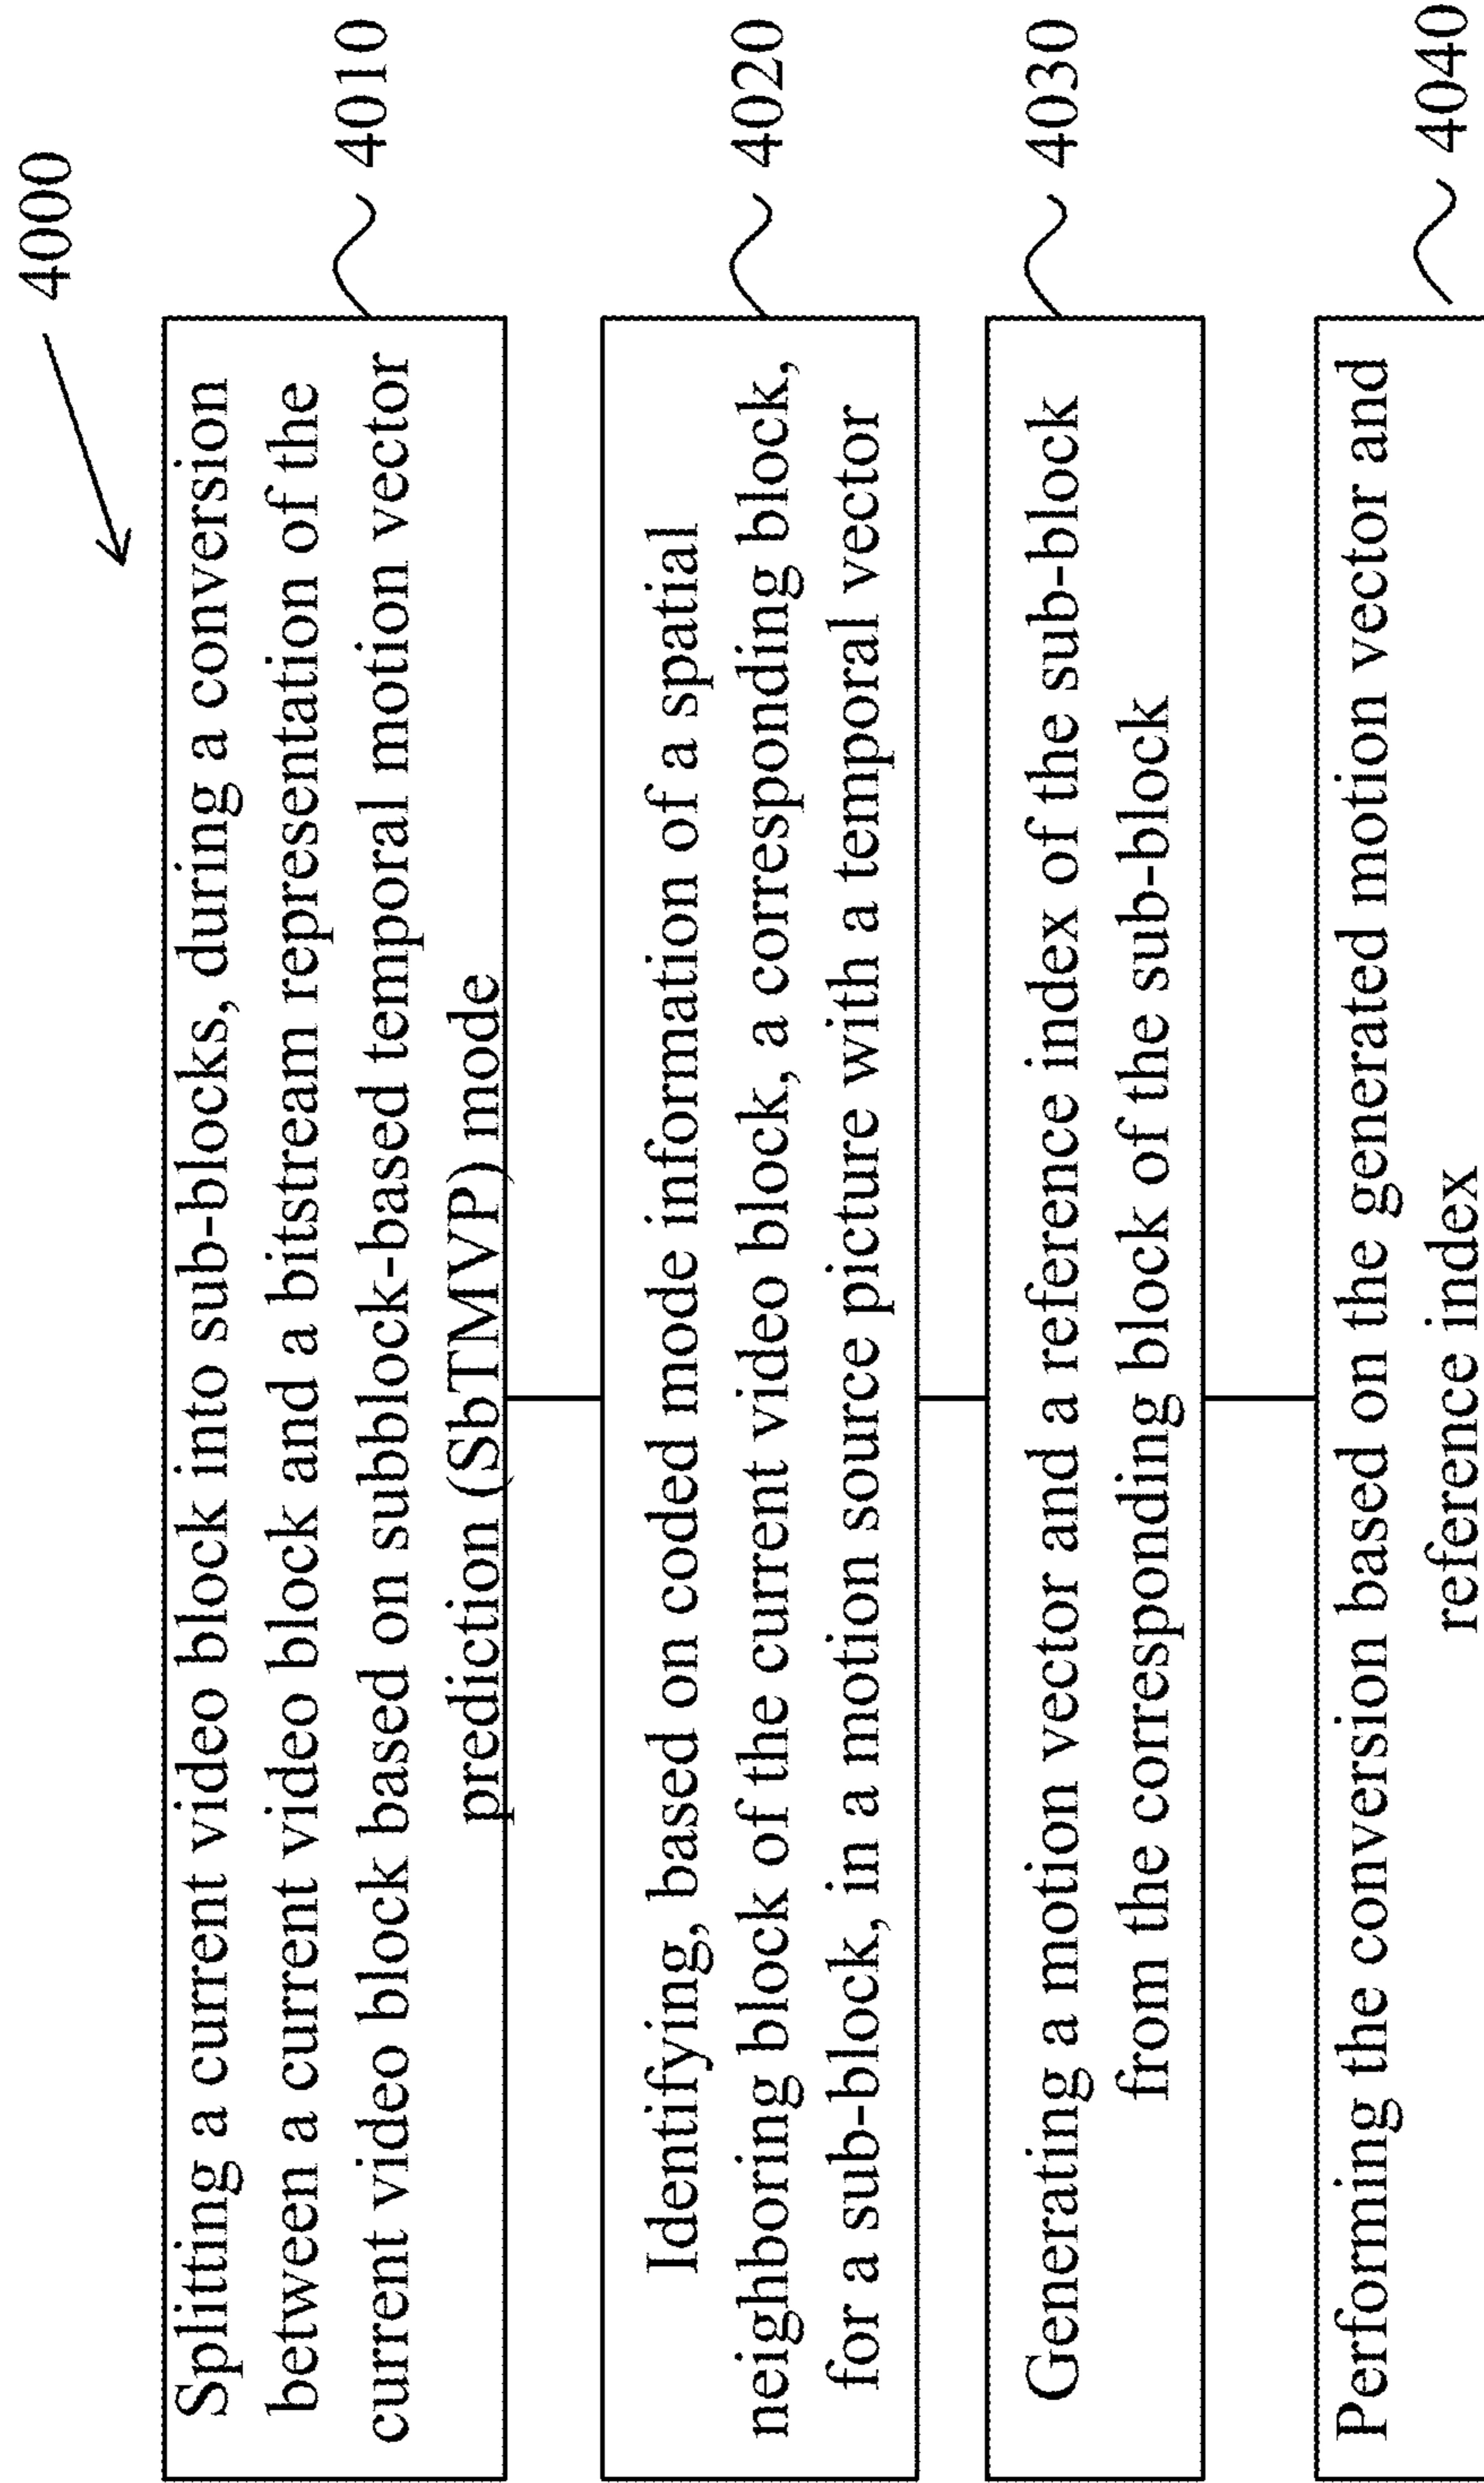 4000
Splitting a current video block into sub-blocks, during a conversion
between a current video block and a bitstream representation of the
current video block based on subblock-based temporal motion vector
prediction (SbTMVP) mode
4010
Identifying, based on coded mode information of a spatial
neighboring block of the current video block, a corresponding block,
for a sub-block, in a motion source picture with a temporal vector
4020
Generating a motion vector and a reference index of the sub-block
from the corresponding block of the sub-block
4030
Performing the conversion based on the generated motion vector and
reference index
4040